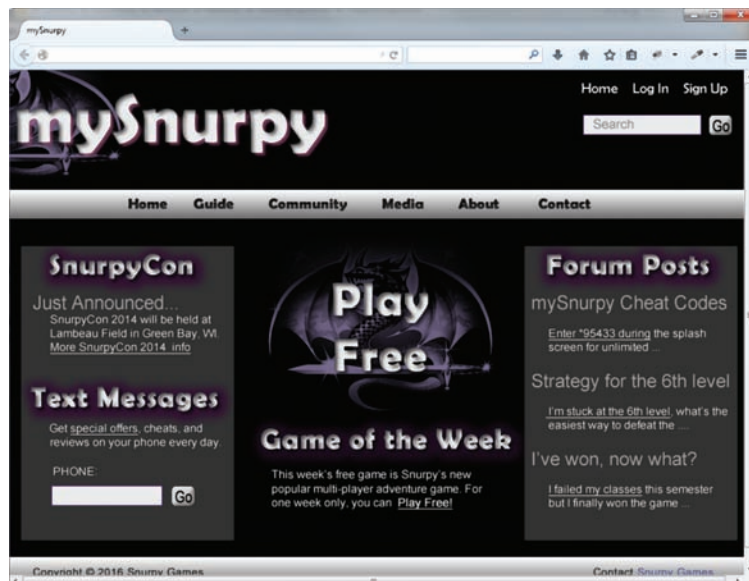 mySnurpy
Home Log In Sign Up
mySnurpy
Search Go
Home Guide Community Media About Contact
SnurpyCon
Just Announced...
SnurpyCon 2014 will be held at
Lambeau Field in Green Bay, WI.
More SnurpyCon 2014 info
Text Messages
Get special offers, cheats, and
reviews on your phone every day.
PHONE:
Go
Play
Free
Game of the Week
This week's free game is Snurpy's new
popular multi-player adventure game. For
one week only, you can Play Free!
Forum Posts
mySnurpy Cheat Codes
Enter *95433 during the splash
screen for unlimited ...
Strategy for the 6th level
I'm stuck at the 6th level, what's the
easiest way to defeat the ....
I've won, now what?
I failed my classes this semester
but I finally won the game ...
Copyright © 2016 Snurpy Games
Contact Snurpy Games